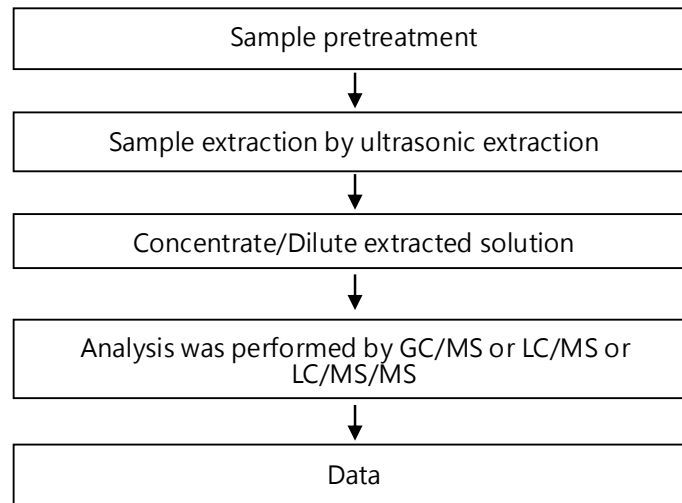 Sample pretreatment
Sample extraction by ultrasonic extraction
Concentrate/Dilute extracted solution
Analysis was performed by GC/MS or LC/MS or
LC/MS/MS
Data